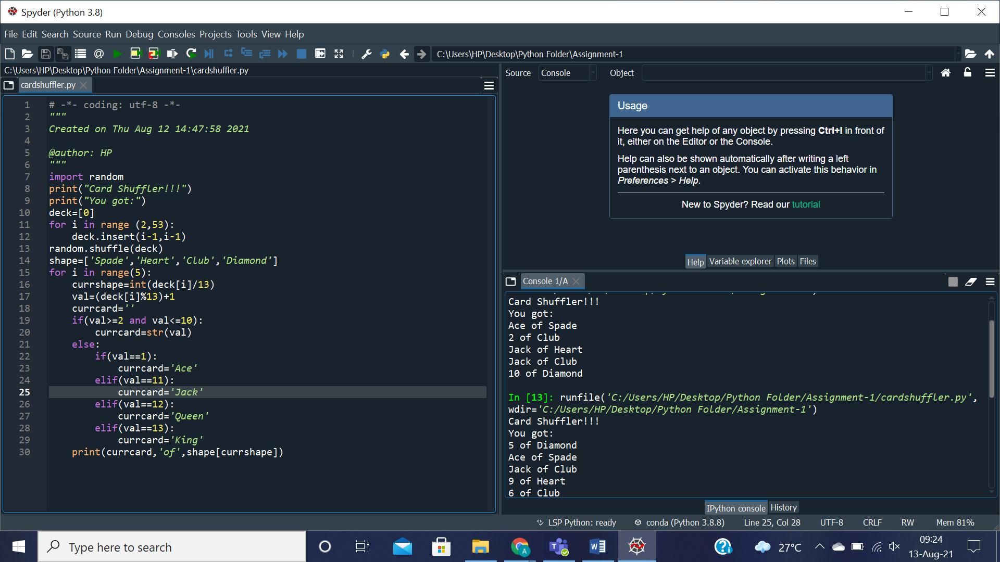 Spyder (Python 3.8)
File Edit Search Source Run Debug Consoles Projects Tools View Help
C:\Users\HP\Desktop\Python Folder\Assignment-1
C:\Users\HP\Desktop\Python Folder\Assignment-1\cardshuffler.py
cardshuffler.py
1 # -*- coding: utf-8 -*-
2 """
3 Created on Thu Aug 12 14:47:58 2021
4
5 @author: HP
6 """
7 import random
8 print("Card Shuffler!!!")
9 print("You got:")
10 deck=[0]
11 for i in range (2,53):
12     deck.insert(i-1,i-1)
13 random.shuffle(deck)
14 shape=['Spade','Heart','Club','Diamond']
15 for i in range(5):
16     currshape=int(deck[i]/13)
17     val=(deck[i]%13)+1
18     currcard=''
19     if(val>=2 and val<=10):
20         currcard=str(val)
21     else:
22         if(val==1):
23             currcard='Ace'
24         elif(val==11):
25             currcard='Jack'
26         elif(val==12):
27             currcard='Queen'
28         elif(val==13):
29             currcard='King'
30     print(currcard,'of',shape[currshape])
Source Console Object
Usage
Here you can get help of any object by pressing Ctrl+I in front of
it, either on the Editor or the Console.
Help can also be shown automatically after writing a left
parenthesis next to an object. You can activate this behavior in
Preferences > Help.
New to Spyder? Read our tutorial
Help Variable explorer Plots Files
Console 1/A
Card Shuffler!!!
You got:
Ace of Spade
2 of Club
Jack of Heart
Jack of Club
10 of Diamond
In [13]: runfile('C:/Users/HP/Desktop/Python Folder/Assignment-1/cardshuffler.py',
wdir='C:/Users/HP/Desktop/Python Folder/Assignment-1')
Card Shuffler!!!
You got:
5 of Diamond
Ace of Spade
Jack of Club
9 of Heart
6 of Club
IPython console History
LSP Python: ready conda (Python 3.8.8) Line 25, Col 28 UTF-8 CRLF RW Mem 81%
Type here to search
27°C
09:24
13-Aug-21